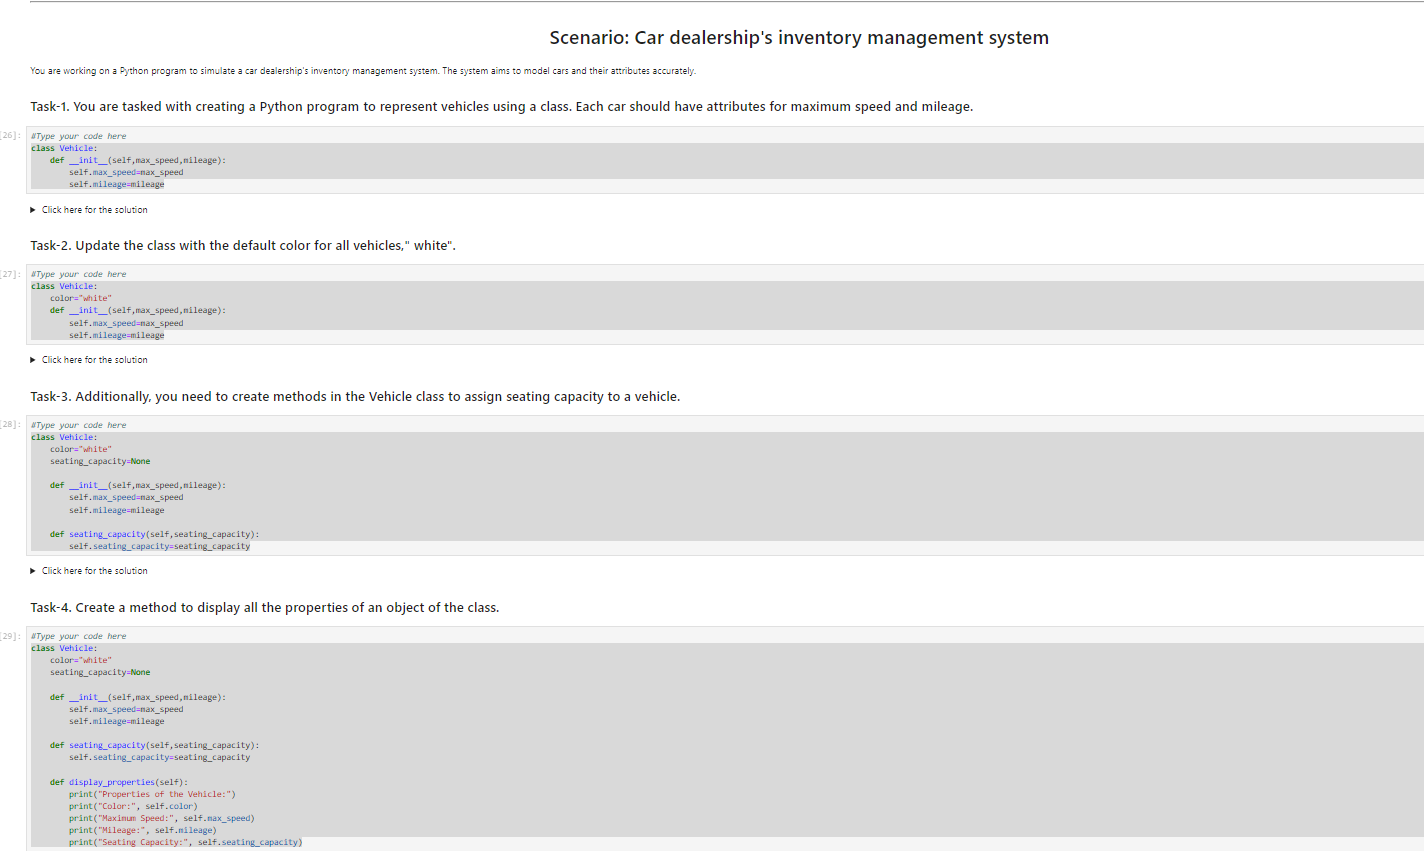 Scenario: Car dealership's inventory management system
You are working on a Python program to simulate a car dealership's inventory management system. The system aims to model cars and their attributes accurately.
Task-1. You are tasked with creating a Python program to represent vehicles using a class. Each car should have attributes for maximum speed and mileage.
[26]:
#Type your code here
class Vehicle:
    def __init__(self,max_speed,mileage):
        self.max_speed=max_speed
        self.mileage=mileage
Click here for the solution
Task-2. Update the class with the default color for all vehicles," white".
[27]:
#Type your code here
class Vehicle:
    color="white"
    def __init__(self,max_speed,mileage):
        self.max_speed=max_speed
        self.mileage=mileage
Click here for the solution
Task-3. Additionally, you need to create methods in the Vehicle class to assign seating capacity to a vehicle.
[28]:
#Type your code here
class Vehicle:
    color="white"
    seating_capacity=None
    def __init__(self,max_speed,mileage):
        self.max_speed=max_speed
        self.mileage=mileage
    def seating_capacity(self,seating_capacity):
        self.seating_capacity=seating_capacity
Click here for the solution
Task-4. Create a method to display all the properties of an object of the class.
[29]:
#Type your code here
class Vehicle:
    color="white"
    seating_capacity=None
    def __init__(self,max_speed,mileage):
        self.max_speed=max_speed
        self.mileage=mileage
    def seating_capacity(self,seating_capacity):
        self.seating_capacity=seating_capacity
    def display_properties(self):
        print("Properties of the Vehicle:")
        print("Color:", self.color)
        print("Maximum Speed:", self.max_speed)
        print("Mileage:", self.mileage)
        print("Seating Capacity:", self.seating_capacity)